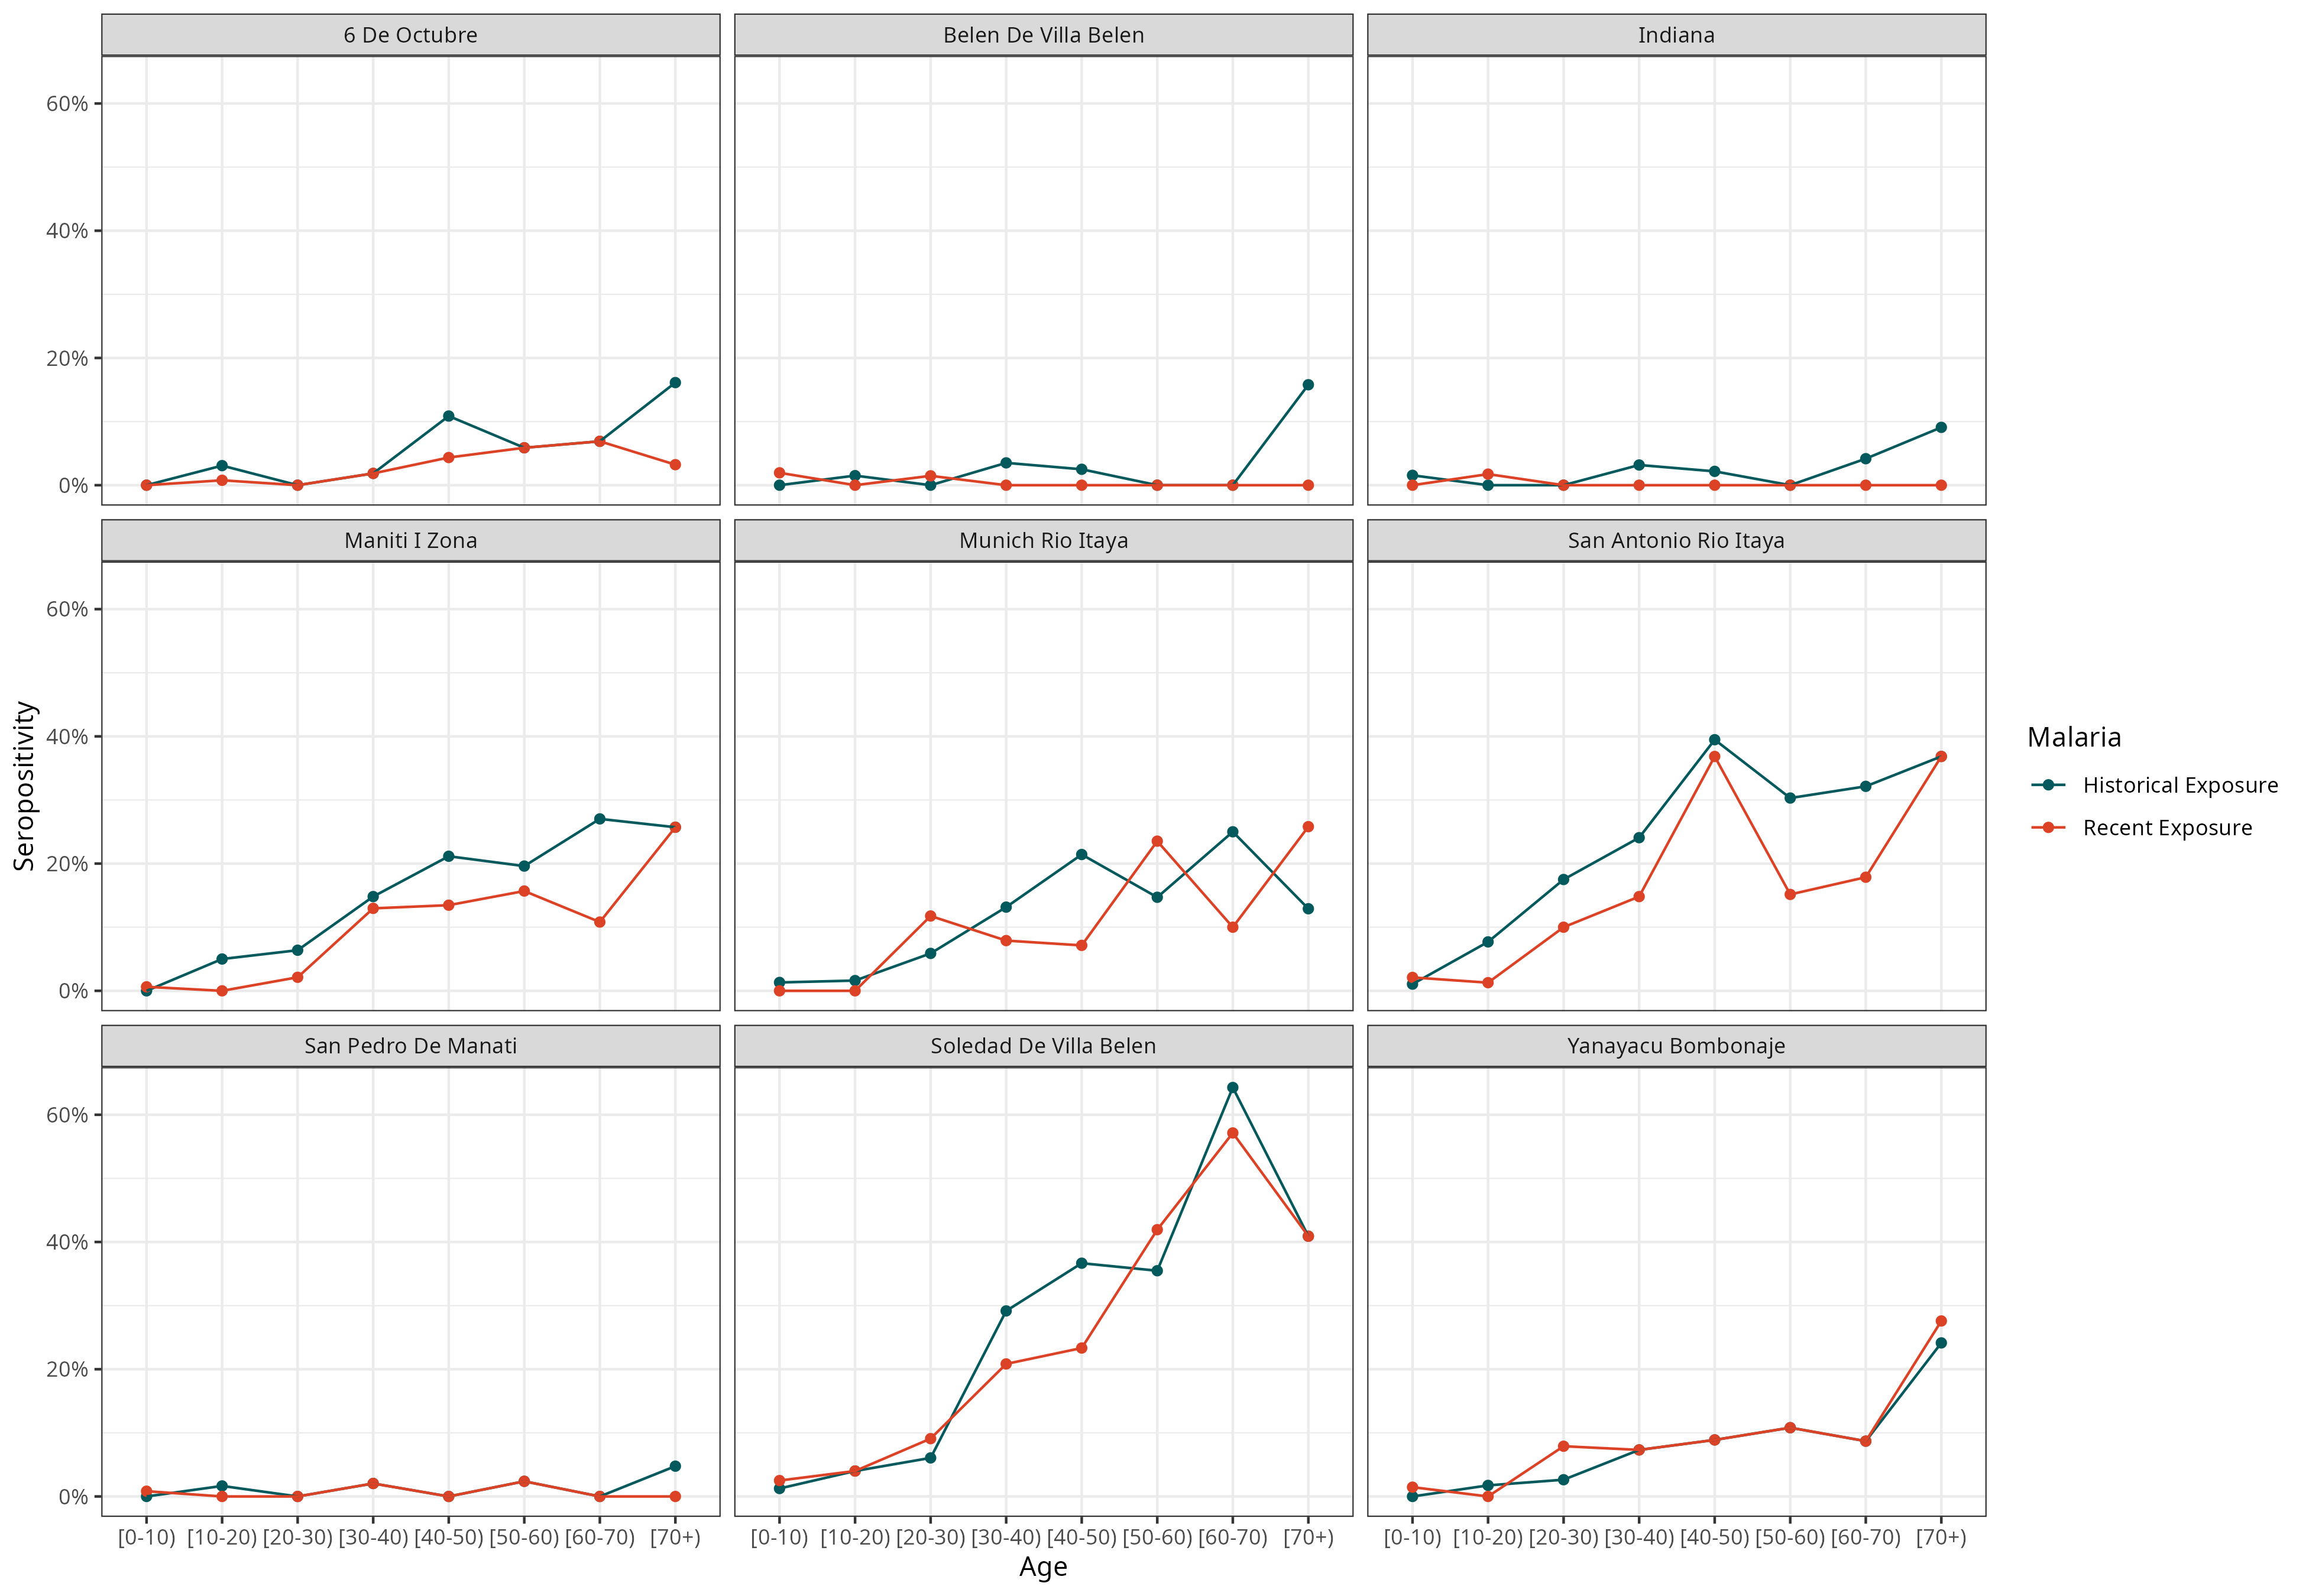 6 De Octubre
Belen De Villa Belen
Indiana
60%
40%
20%
0%
Maniti I Zona
Munich Rio Itaya
San Antonio Rio Itaya
60%
40%
20%
0%
San Pedro De Manati
Soledad De Villa Belen
Yanayacu Bombonaje
60%
40%
20%
0%
[0-10) [10-20) [20-30) [30-40) [40-50) [50-60) [60-70) [70+)
[0-10) [10-20) [20-30) [30-40) [40-50) [50-60) [60-70) [70+)
[0-10) [10-20) [20-30) [30-40) [40-50) [50-60) [60-70) [70+)
Age
Seropositivity
Malaria
Historical Exposure
Recent Exposure